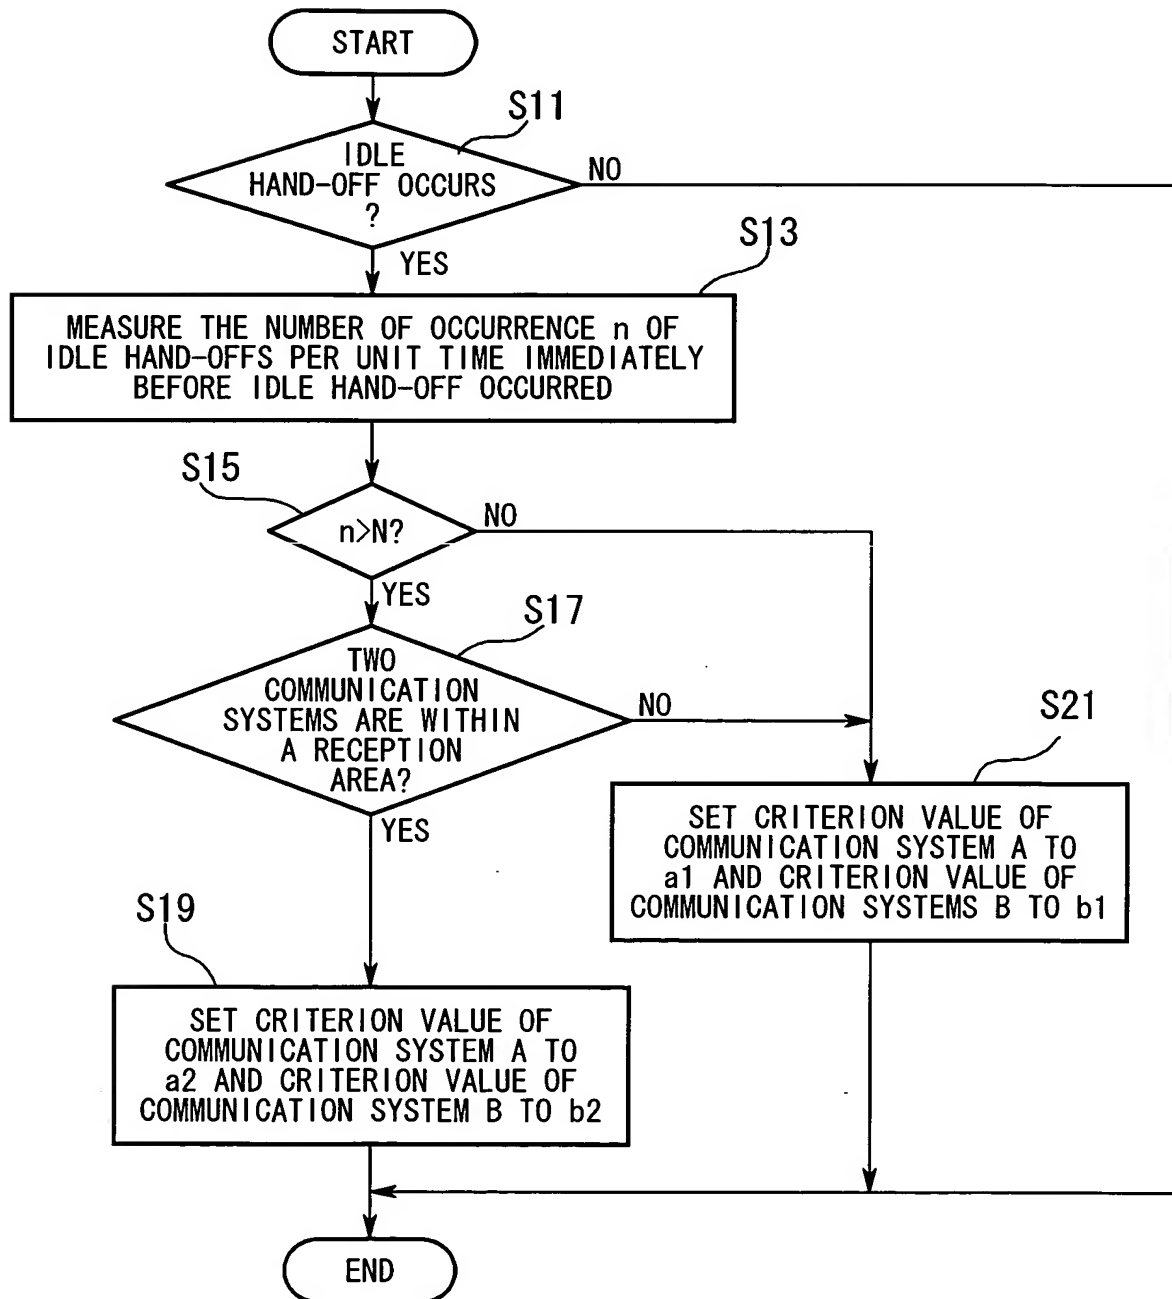 START
S11
IDLE
HAND-OFF OCCURS
?
NO
YES
S13
MEASURE THE NUMBER OF OCCURRENCE n OF
IDLE HAND-OFFS PER UNIT TIME IMMEDIATELY
BEFORE IDLE HAND-OFF OCCURRED
S15
n>N?
NO
YES
S17
TWO
COMMUNICATION
SYSTEMS ARE WITHIN
A RECEPTION
AREA?
NO
YES
S21
SET CRITERION VALUE OF
COMMUNICATION SYSTEM A TO
a1 AND CRITERION VALUE OF
COMMUNICATION SYSTEMS B TO b1
S19
SET CRITERION VALUE OF
COMMUNICATION SYSTEM A TO
a2 AND CRITERION VALUE OF
COMMUNICATION SYSTEM B TO b2
END